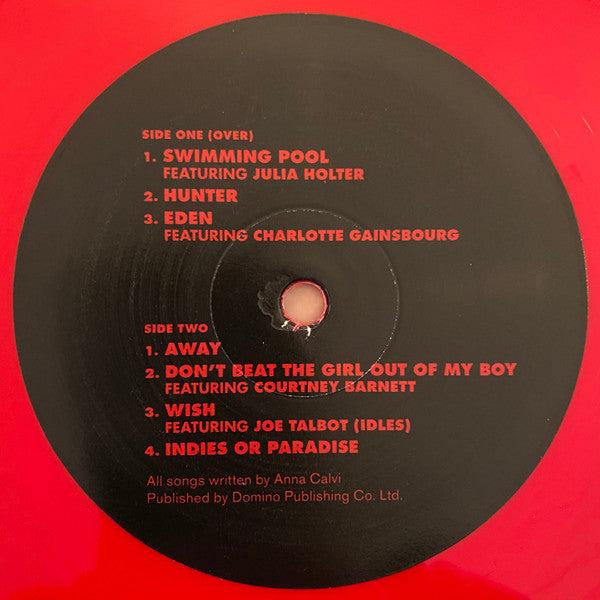 SIDE ONE (OVER)
1. SWIMMING POOL
FEATURING JULIA HOLTER
2. HUNTER
3. EDEN
FEATURING CHARLOTTE GAINSBOURG
SIDE TWO
1. AWAY
2. DON'T BEAT THE GIRL OUT OF MY BOY
FEATURING COURTNEY BARNETT
3. WISH
FEATURING JOE TALBOT (IDLES)
4. INDIES OR PARADISE
All songs written by Anna Calvi
Published by Domino Publishing Co. Ltd.